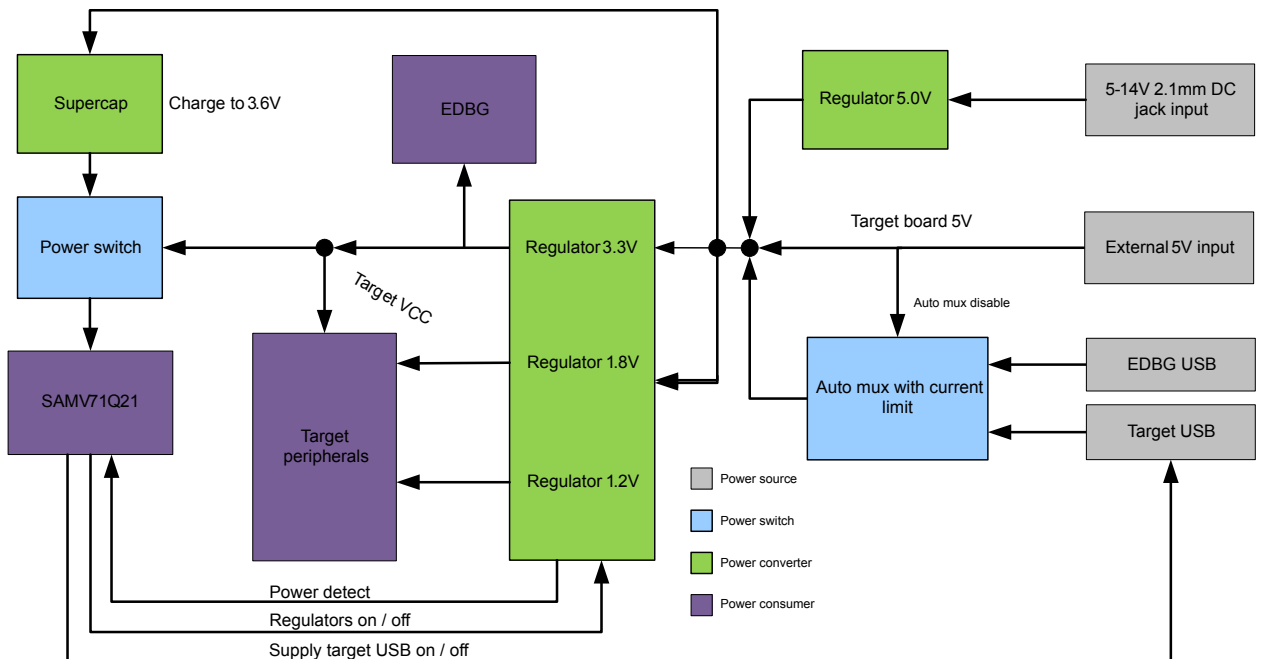 Supercap
Charge to 3.6V
EDBG
Regulator 5.0V
5-14V 2.1mm DC
jack input
Power switch
Target VCC
Regulator 3.3V
Target board 5V
External 5V input
Auto mux disable
SAMV71Q21
Target
peripherals
Regulator 1.8V
Regulator 1.2V
Auto mux with current
limit
EDBG USB
Target USB
Power source
Power switch
Power converter
Power consumer
Power detect
Regulators on / off
Supply target USB on / off